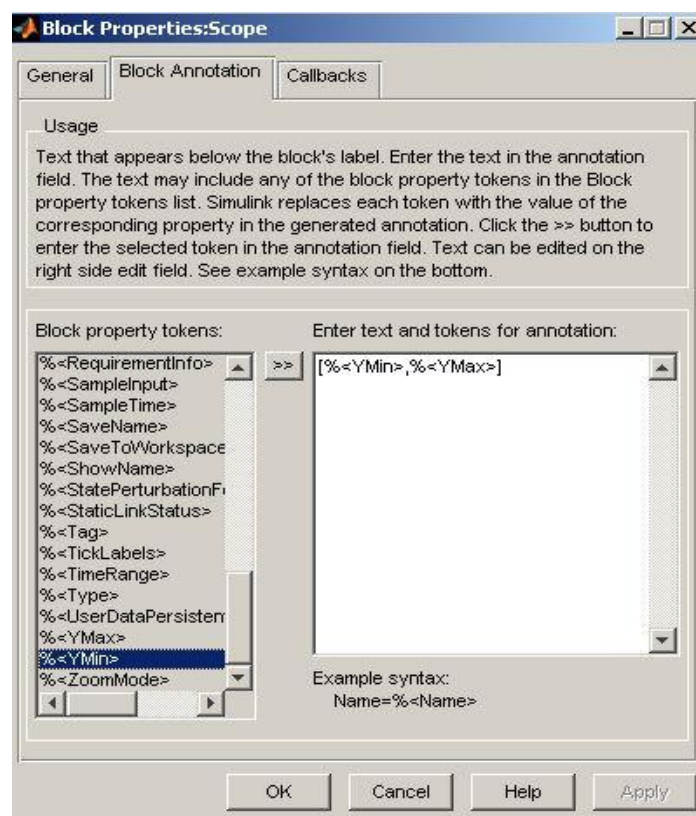 Block Properties:Scope
General
Block Annotation
Callbacks
Usage
Text that appears below the block's label. Enter the text in the annotation
field. The text may include any of the block property tokens in the Block
property tokens list. Simulink replaces each token with the value of the
corresponding property in the generated annotation. Click the >> button to
enter the selected token in the annotation field. Text can be edited on the
right side edit field. See example syntax on the bottom.
Block property tokens:
%<RequirementInfo>
%<SampleInput>
%<SampleTime>
%<SaveName>
%<SaveToWorkspace
%<ShowName>
%<StatePerturbationF
%<StaticLinkStatus>
%<Tag>
%<TickLabels>
%<TimeRange>
%<Type>
%<UserDataPersisten
%<YMax>
%<YMin>
%<ZoomMode>
>>
Enter text and tokens for annotation:
[%<YMin>,%<YMax>]
Example syntax:
Name=%<Name>
OK
Cancel
Help
Apply